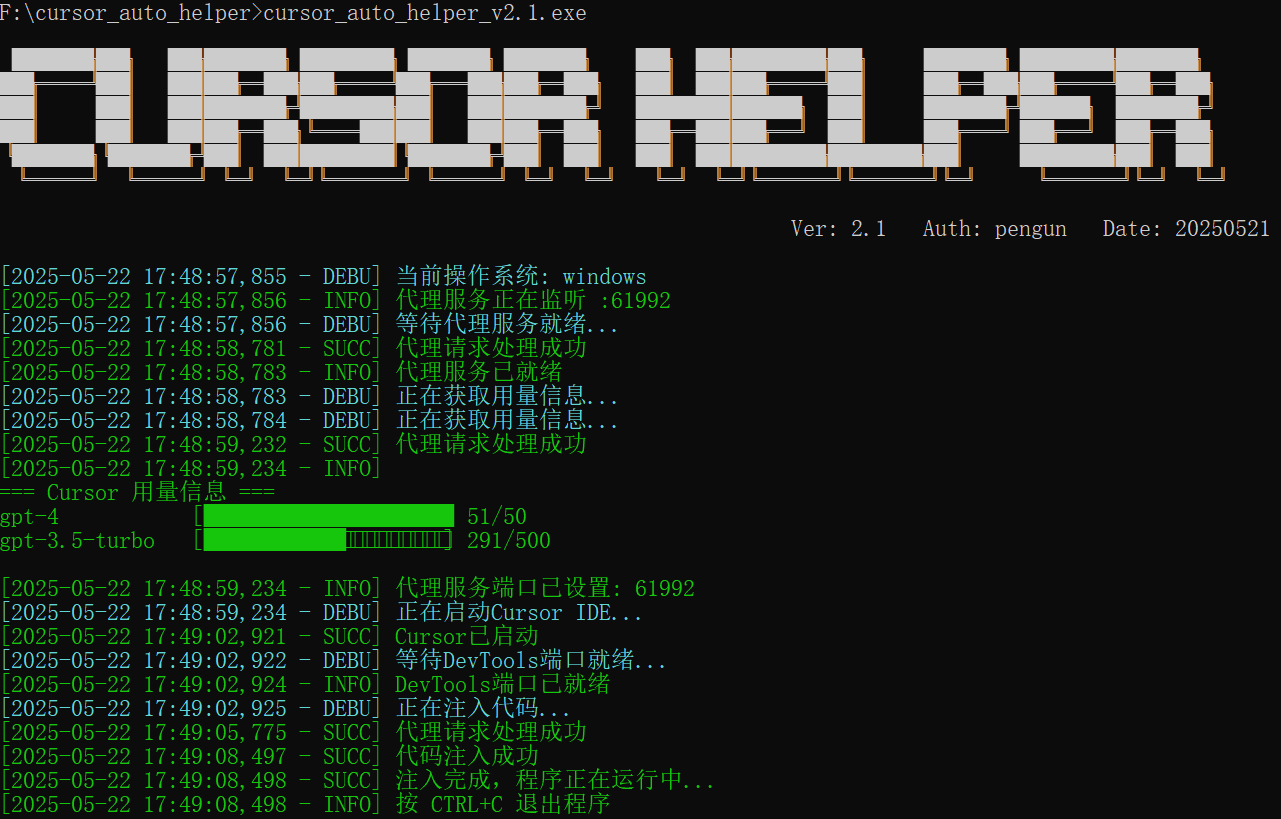 F:\cursor_auto_helper>cursor_auto_helper_v2.1.exe
CURSOR HELPER
Ver: 2.1 Auth: pengun Date: 20250521
[2025-05-22 17:48:57,855 - DEBU] 当前操作系统: windows
[2025-05-22 17:48:57,856 - INFO] 代理服务正在监听 :61992
[2025-05-22 17:48:57,856 - DEBU] 等待代理服务就绪...
[2025-05-22 17:48:58,781 - SUCC] 代理请求处理成功
[2025-05-22 17:48:58,783 - INFO] 代理服务已就绪
[2025-05-22 17:48:58,783 - DEBU] 正在获取用量信息...
[2025-05-22 17:48:58,784 - DEBU] 正在获取用量信息...
[2025-05-22 17:48:59,232 - SUCC] 代理请求处理成功
[2025-05-22 17:48:59,234 - INFO]
=== Cursor 用量信息 ===
gpt-4 [ 51/50
gpt-3.5-turbo [ ] 291/500
[2025-05-22 17:48:59,234 - INFO] 代理服务端口已设置: 61992
[2025-05-22 17:48:59,234 - DEBU] 正在启动Cursor IDE...
[2025-05-22 17:49:02,921 - SUCC] Cursor已启动
[2025-05-22 17:49:02,922 - DEBU] 等待DevTools端口就绪...
[2025-05-22 17:49:02,924 - INFO] DevTools端口已就绪
[2025-05-22 17:49:02,925 - DEBU] 正在注入代码...
[2025-05-22 17:49:05,775 - SUCC] 代理请求处理成功
[2025-05-22 17:49:08,497 - SUCC] 代码注入成功
[2025-05-22 17:49:08,498 - SUCC] 注入完成，程序正在运行中...
[2025-05-22 17:49:08,498 - INFO] 按 CTRL+C 退出程序